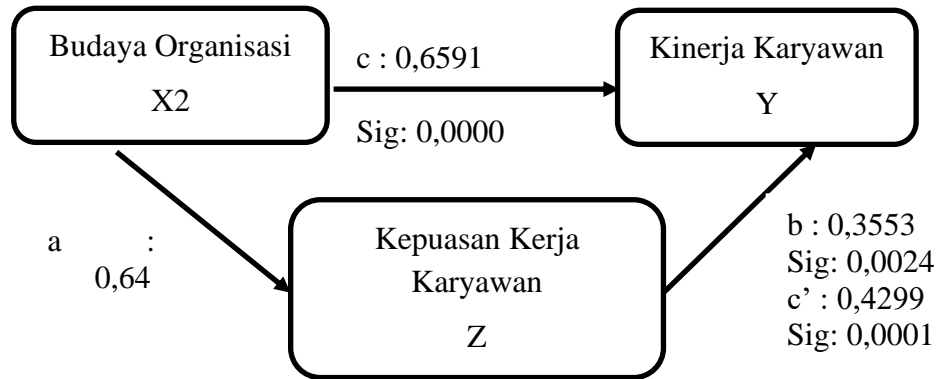 Budaya Organisasi
X2
c : 0,6591
Sig: 0,0000
Kinerja Karyawan
Y
a :
0,64
Kepuasan Kerja
Karyawan
Z
b : 0,3553
Sig: 0,0024
c’ : 0,4299
Sig: 0,0001